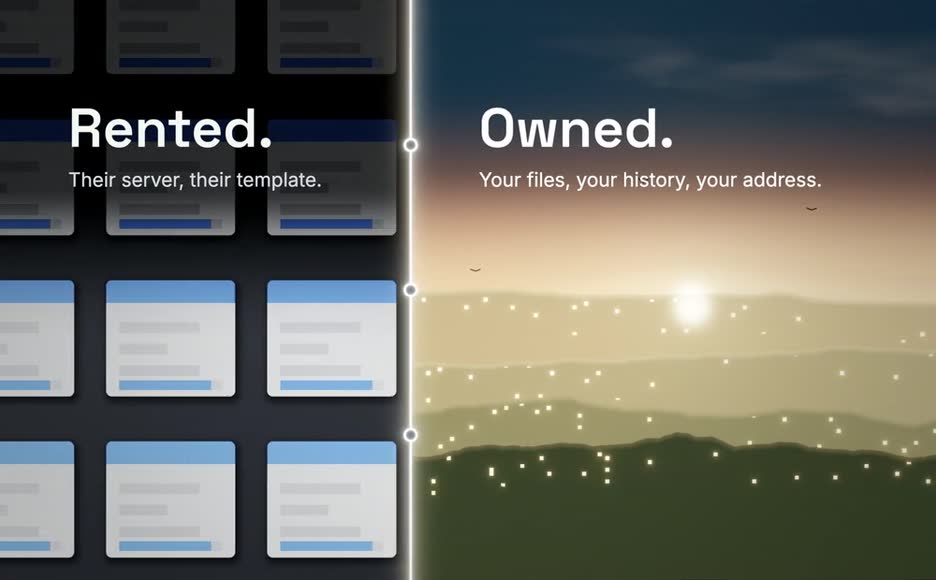 Rented.
Their server, their template.
Owned.
Your files, your history, your address.